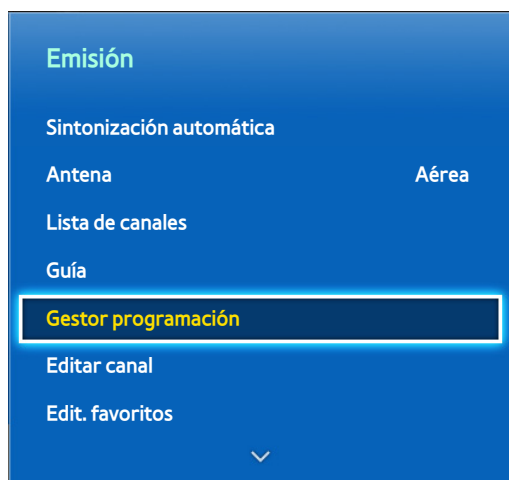 Emisión
Sintonización automática
Antena Aérea
Lista de canales
Guía
Gestor programación
Editar canal
Edit. favoritos